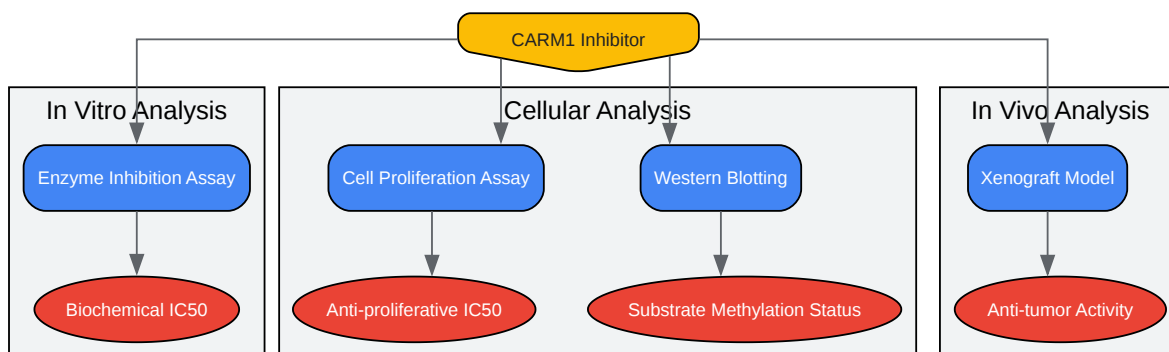 CARM1 Inhibitor
In Vitro Analysis
Cellular Analysis
In Vivo Analysis
Enzyme Inhibition Assay
Cell Proliferation Assay
Western Blotting
Xenograft Model
Biochemical IC50
Anti-proliferative IC50
Substrate Methylation Status
Anti-tumor Activity